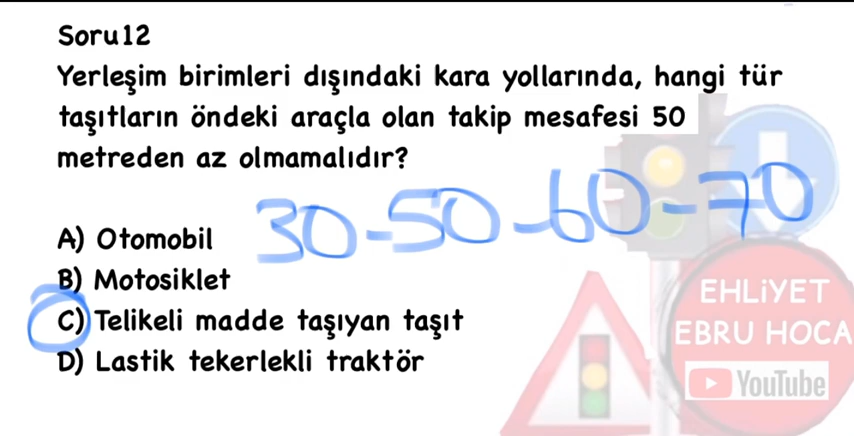 Soru12
Yerleşim birimleri dışındaki kara yollarında, hangi tür
taşıtların öndeki araçla olan takip mesafesi 50
metreden az olmamalıdır?
30-50-60-70
A) Otomobil
B) Motosiklet
C) Telikeli madde taşıyan taşıt
D) Lastik tekerlekli traktör
EHLİYET
EBRU HOCA
YouTube